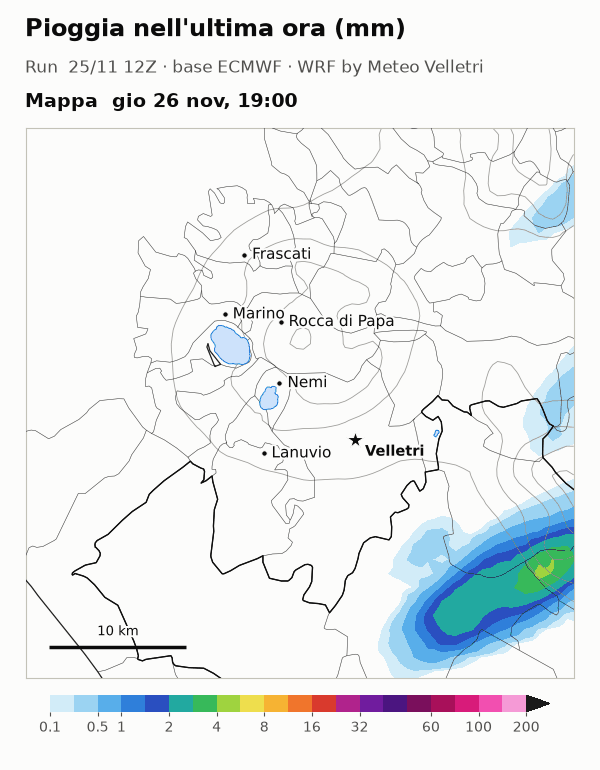 Pioggia nell'ultima ora (mm)
Run  25/11 12Z · base ECMWF · WRF by Meteo Velletri
Mappa  gio 26 nov, 19:00
Frascati
Marino
Rocca di Papa
Nemi
Velletri
Lanuvio
10 km
0.1 0.5 1 2 4 8 16 32 60 100 200